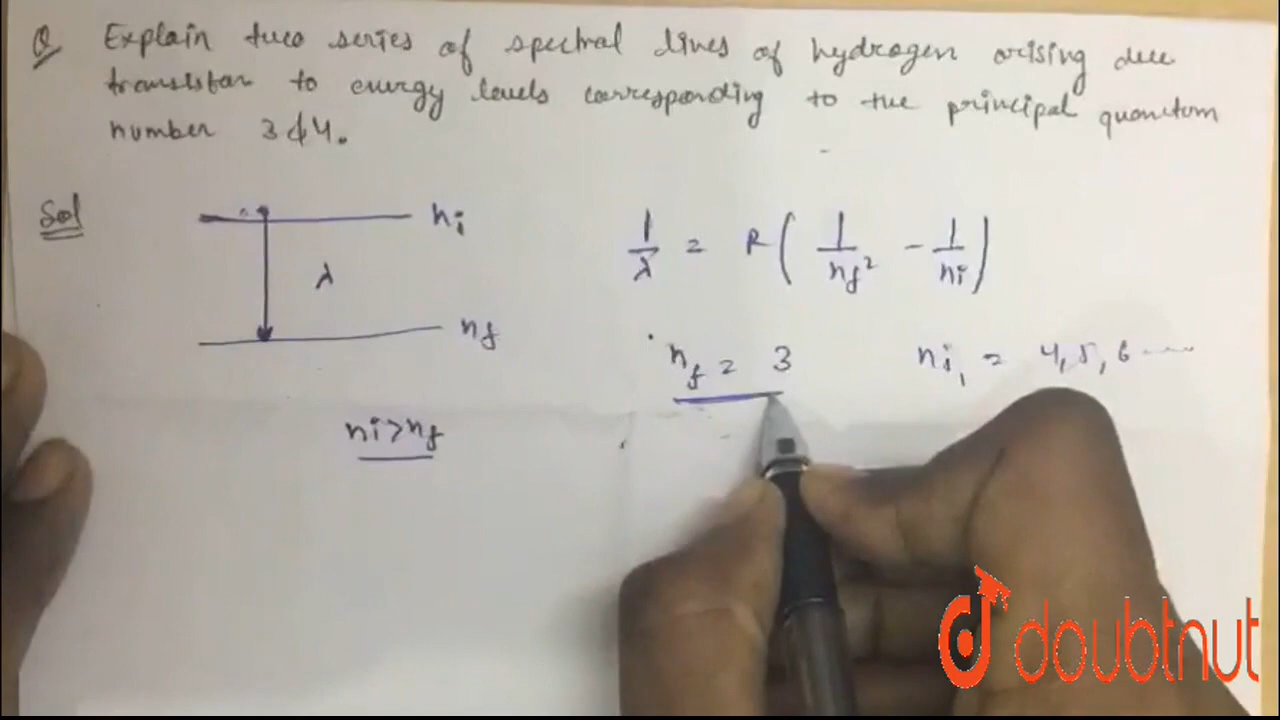 Q Explain two series of spectral lines of hydrogen arising due
transistar to energy levels corresponding to the principal quantum
number 3 & 4.
Sol
ni
λ
nf
ni > nf
1/λ = R ( 1/nf² - 1/ni )
nf = 3 ni, = 4, 5, 6 ......
doubtnut